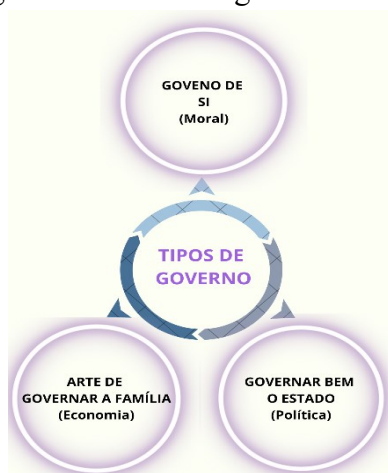 GOVENO DE
SI
(Moral)
TIPOS DE
GOVERNO
ARTE DE
GOVERNAR A FAMÍLIA
(Economia)
GOVERNAR BEM
O ESTADO
(Política)